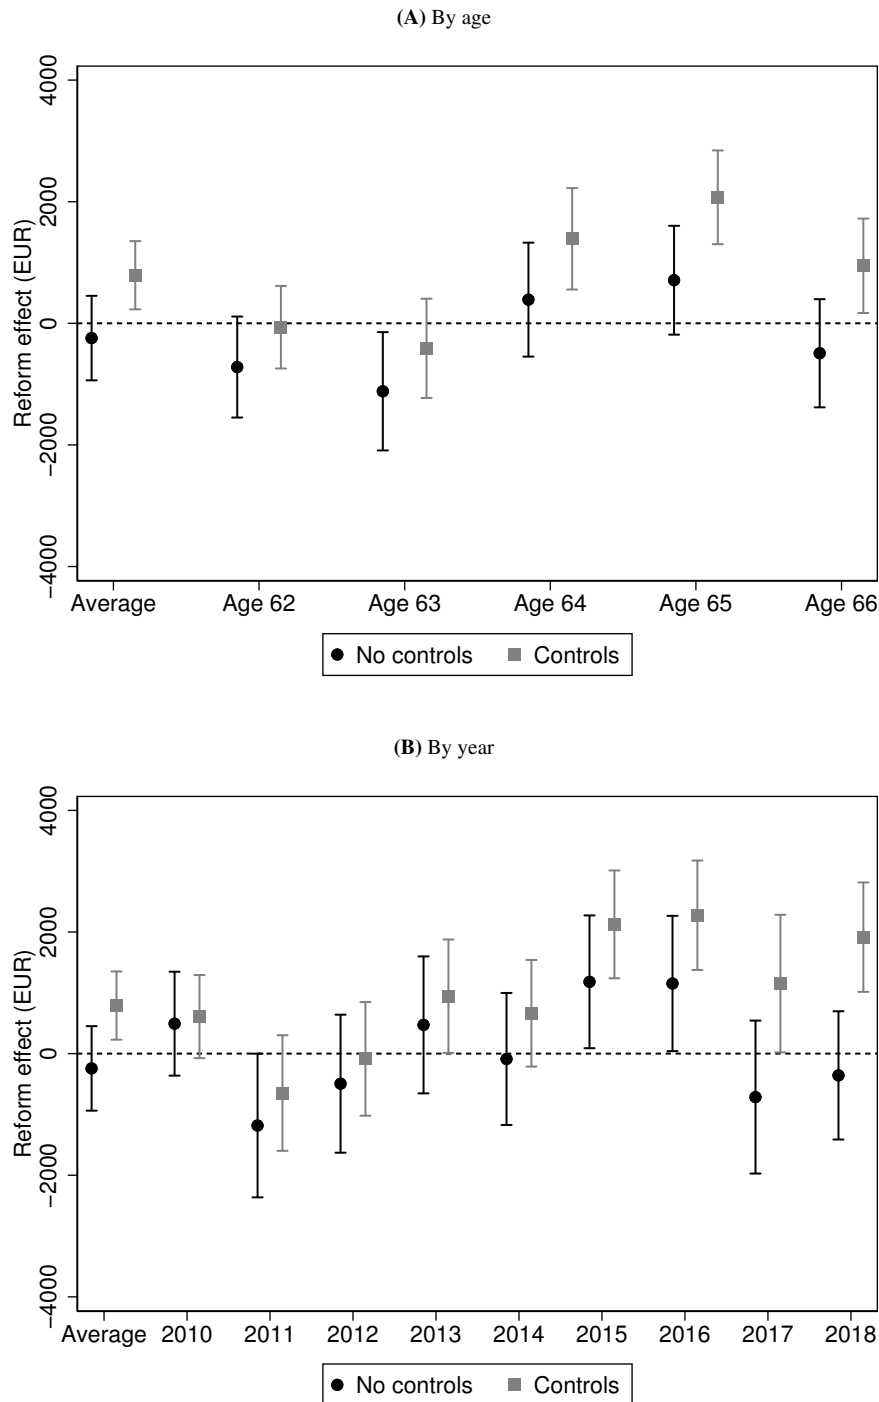 (A) By age
Reform effect (EUR)
4000
2000
0
−2000
−4000
Average Age 62 Age 63 Age 64 Age 65 Age 66
No controls Controls
(B) By year
Reform effect (EUR)
4000
2000
0
−2000
−4000
Average 2010 2011 2012 2013 2014 2015 2016 2017 2018
No controls Controls